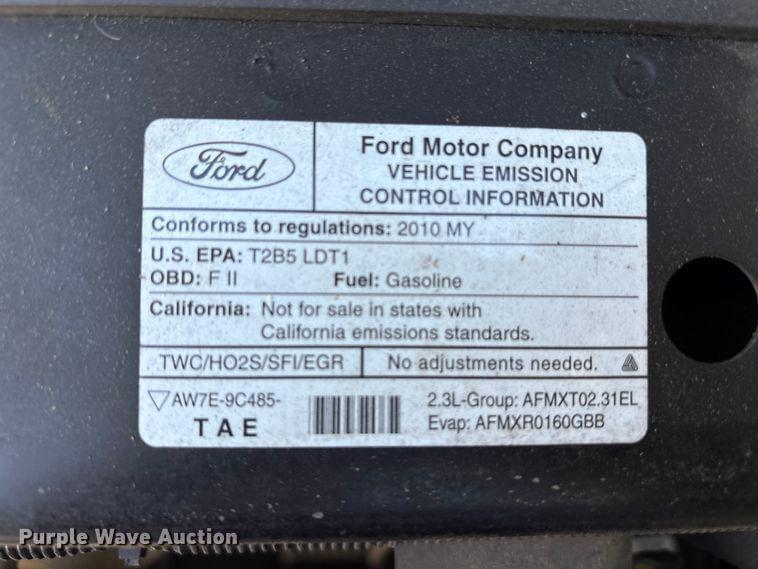 Ford
Ford Motor Company
VEHICLE EMISSION
CONTROL INFORMATION
Conforms to regulations: 2010 MY
U.S. EPA: T2B5 LDT1
OBD: F II Fuel: Gasoline
California: Not for sale in states with
California emissions standards.
TWC/HO2S/SFI/EGR No adjustments needed.
AW7E-9C485-
TAE
2.3L-Group: AFMXT02.31EL
Evap: AFMXR0160GBB
Purple Wave Auction